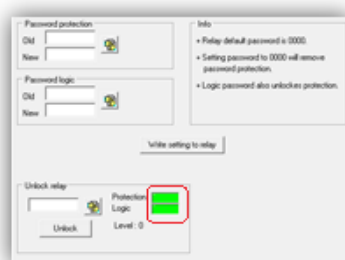 Password protection
Old
New
Password logic
Old
New
Info
• Relay default password is 0000.
• Setting password to 0000 will remove
password protection.
• Logic password also unlockes protection.
Write setting to relay
Unlock relay
Protection
Logic
Unlock
Level : 0